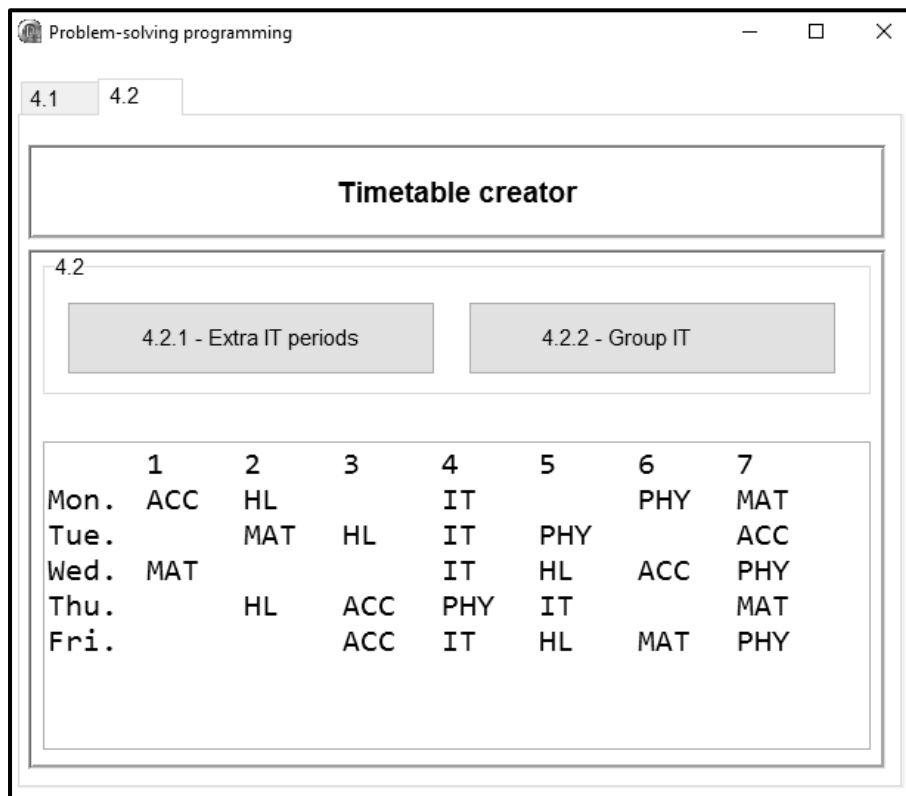 Problem-solving programming
4.1 4.2
Timetable creator
4.2
4.2.1 - Extra IT periods 4.2.2 - Group IT
1 2 3 4 5 6 7
Mon. ACC HL IT PHY MAT
Tue. MAT HL IT PHY ACC
Wed. MAT IT HL ACC PHY
Thu. HL ACC PHY IT MAT
Fri. ACC IT HL MAT PHY